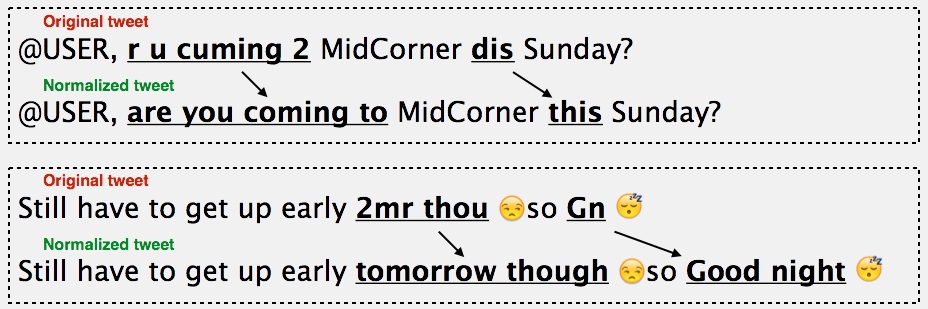 Original tweet
@USER, r u cuming 2 MidCorner dis Sunday?
Normalized tweet
@USER, are you coming to MidCorner this Sunday?
Original tweet
Still have to get up early 2mr thou 😒so Gn 😴
Normalized tweet
Still have to get up early tomorrow though 😒so Good night 😴